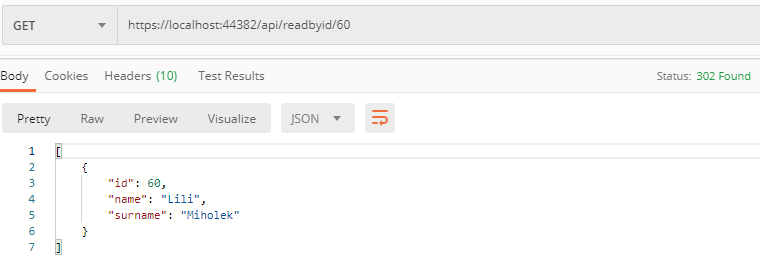 GET https://localhost:44382/api/readbyid/60
Body Cookies Headers (10) Test Results Status: 302 Found
Pretty Raw Preview Visualize JSON
1 [
2 {
3 "id": 60,
4 "name": "Lili",
5 "surname": "Miholek"
6 }
7 ]